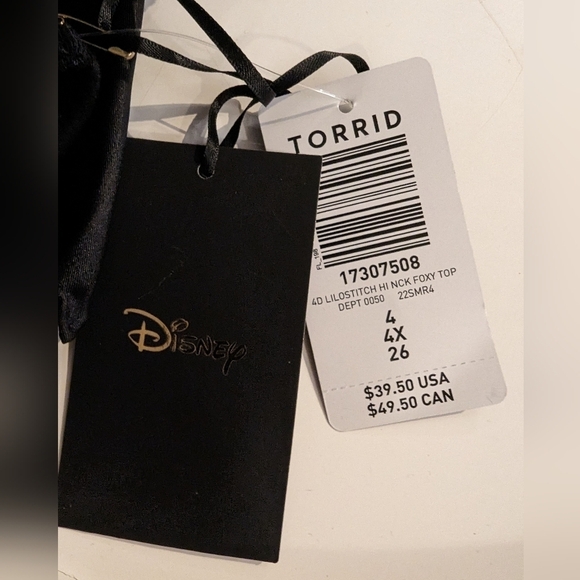 TORRID
FL_198
17307508
4D LILOSTITCH HI NCK FOXY TOP
DEPT 0050 22SMR4
4
4X
26
$39.50 USA
$49.50 CAN
Disney